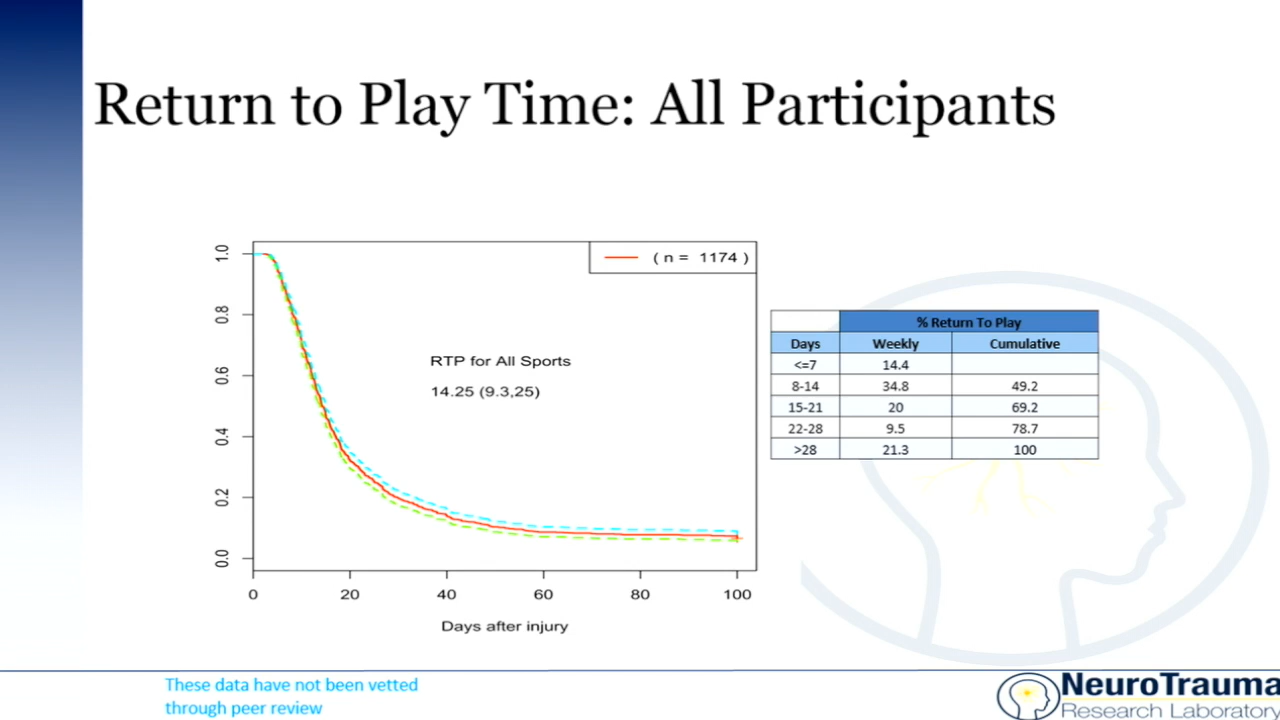 Return to Play Time: All Participants
1.0
0.8
0.6
0.4
0.2
0.0
( n = 1174 )
RTP for All Sports
14.25 (9.3,25)
0 20 40 60 80 100
Days after injury
% Return To Play
Days Weekly Cumulative
<=7 14.4
8-14 34.8 49.2
15-21 20 69.2
22-28 9.5 78.7
>28 21.3 100
These data have not been vetted
through peer review
NeuroTrauma
Research Laboratory